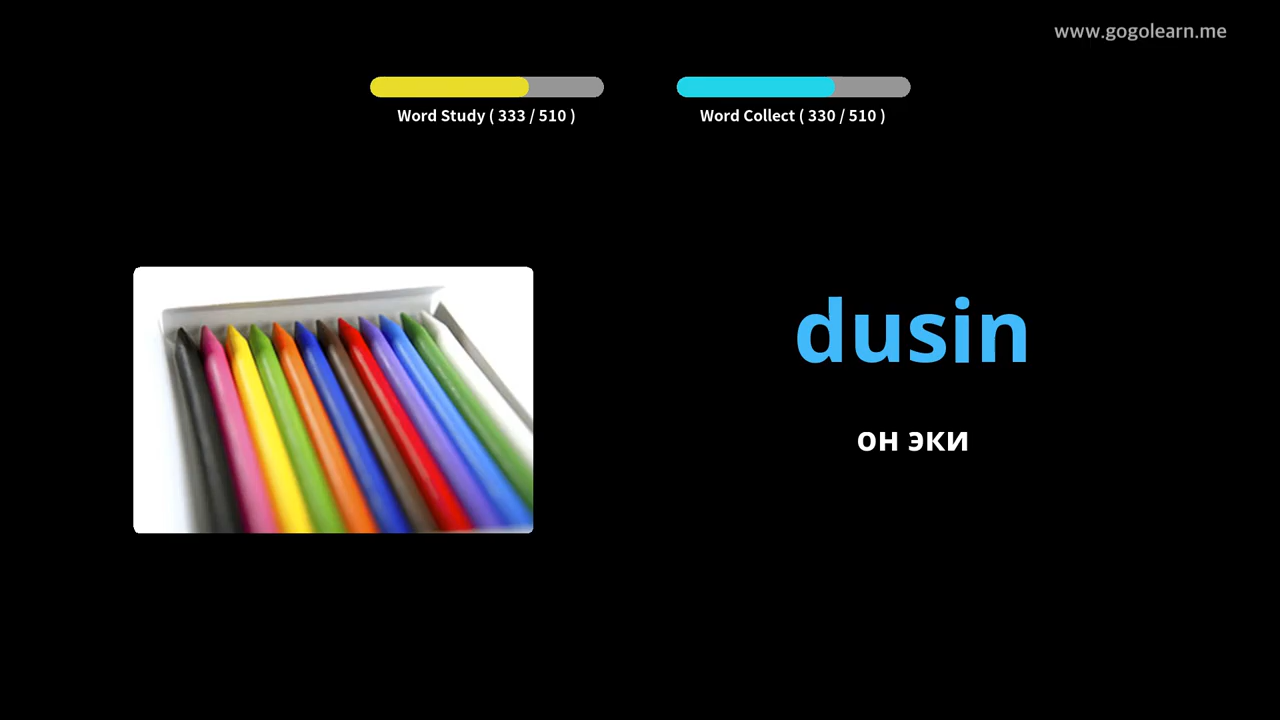 www.gogolearn.me
Word Study ( 333 / 510 )
Word Collect ( 330 / 510 )
dusin
он эки